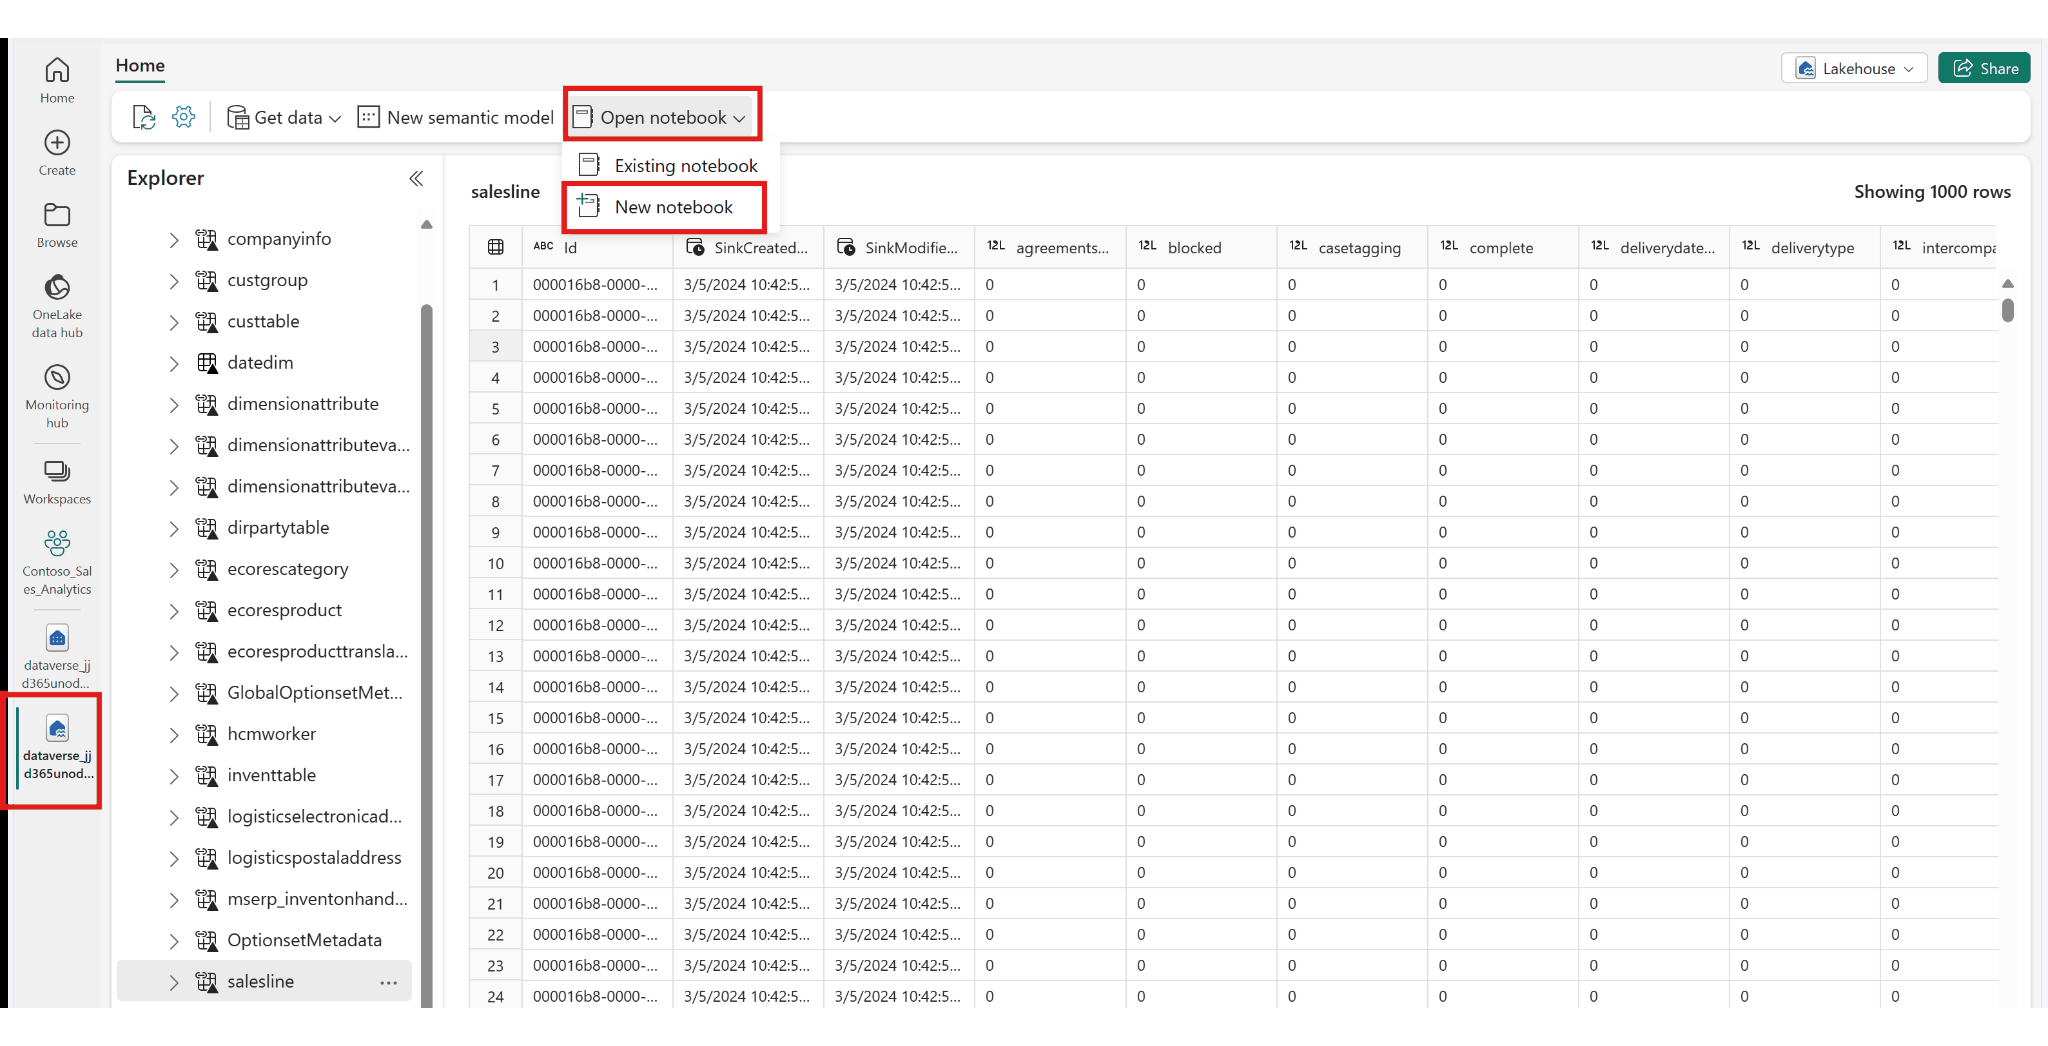 Home
Create
Browse
OneLake
data hub
Monitoring
hub
Workspaces
Contoso_Sal
es_Analytics
dataverse_jj
d365unod...
dataverse_jj
d365unod...
Home
Lakehouse
Share
Get data
New semantic model
Open notebook
Existing notebook
New notebook
Explorer
companyinfo
custgroup
custtable
datedim
dimensionattribute
dimensionattributeva...
dimensionattributeva...
dirpartytable
ecorescategory
ecoresproduct
ecoresproducttransla...
GlobalOptionsetMet...
hcmworker
inventtable
logisticselectronicad...
logisticspostaladdress
mserp_inventonhand...
OptionsetMetadata
salesline ...
salesline
Showing 1000 rows
ABC Id SinkCreated... SinkModifie... 12L agreements... 12L blocked 12L casetagging 12L complete 12L deliverydate... 12L deliverytype 12L intercompa
1 000016b8-0000-... 3/5/2024 10:42:5... 3/5/2024 10:42:5... 0 0 0 0 0 0 0
2 000016b8-0000-... 3/5/2024 10:42:5... 3/5/2024 10:42:5... 0 0 0 0 0 0 0
3 000016b8-0000-... 3/5/2024 10:42:5... 3/5/2024 10:42:5... 0 0 0 0 0 0 0
4 000016b8-0000-... 3/5/2024 10:42:5... 3/5/2024 10:42:5... 0 0 0 0 0 0 0
5 000016b8-0000-... 3/5/2024 10:42:5... 3/5/2024 10:42:5... 0 0 0 0 0 0 0
6 000016b8-0000-... 3/5/2024 10:42:5... 3/5/2024 10:42:5... 0 0 0 0 0 0 0
7 000016b8-0000-... 3/5/2024 10:42:5... 3/5/2024 10:42:5... 0 0 0 0 0 0 0
8 000016b8-0000-... 3/5/2024 10:42:5... 3/5/2024 10:42:5... 0 0 0 0 0 0 0
9 000016b8-0000-... 3/5/2024 10:42:5... 3/5/2024 10:42:5... 0 0 0 0 0 0 0
10 000016b8-0000-... 3/5/2024 10:42:5... 3/5/2024 10:42:5... 0 0 0 0 0 0 0
11 000016b8-0000-... 3/5/2024 10:42:5... 3/5/2024 10:42:5... 0 0 0 0 0 0 0
12 000016b8-0000-... 3/5/2024 10:42:5... 3/5/2024 10:42:5... 0 0 0 0 0 0 0
13 000016b8-0000-... 3/5/2024 10:42:5... 3/5/2024 10:42:5... 0 0 0 0 0 0 0
14 000016b8-0000-... 3/5/2024 10:42:5... 3/5/2024 10:42:5... 0 0 0 0 0 0 0
15 000016b8-0000-... 3/5/2024 10:42:5... 3/5/2024 10:42:5... 0 0 0 0 0 0 0
16 000016b8-0000-... 3/5/2024 10:42:5... 3/5/2024 10:42:5... 0 0 0 0 0 0 0
17 000016b8-0000-... 3/5/2024 10:42:5... 3/5/2024 10:42:5... 0 0 0 0 0 0 0
18 000016b8-0000-... 3/5/2024 10:42:5... 3/5/2024 10:42:5... 0 0 0 0 0 0 0
19 000016b8-0000-... 3/5/2024 10:42:5... 3/5/2024 10:42:5... 0 0 0 0 0 0 0
20 000016b8-0000-... 3/5/2024 10:42:5... 3/5/2024 10:42:5... 0 0 0 0 0 0 0
21 000016b8-0000-... 3/5/2024 10:42:5... 3/5/2024 10:42:5... 0 0 0 0 0 0 0
22 000016b8-0000-... 3/5/2024 10:42:5... 3/5/2024 10:42:5... 0 0 0 0 0 0 0
23 000016b8-0000-... 3/5/2024 10:42:5... 3/5/2024 10:42:5... 0 0 0 0 0 0 0
24 000016b8-0000-... 3/5/2024 10:42:5... 3/5/2024 10:42:5... 0 0 0 0 0 0 0